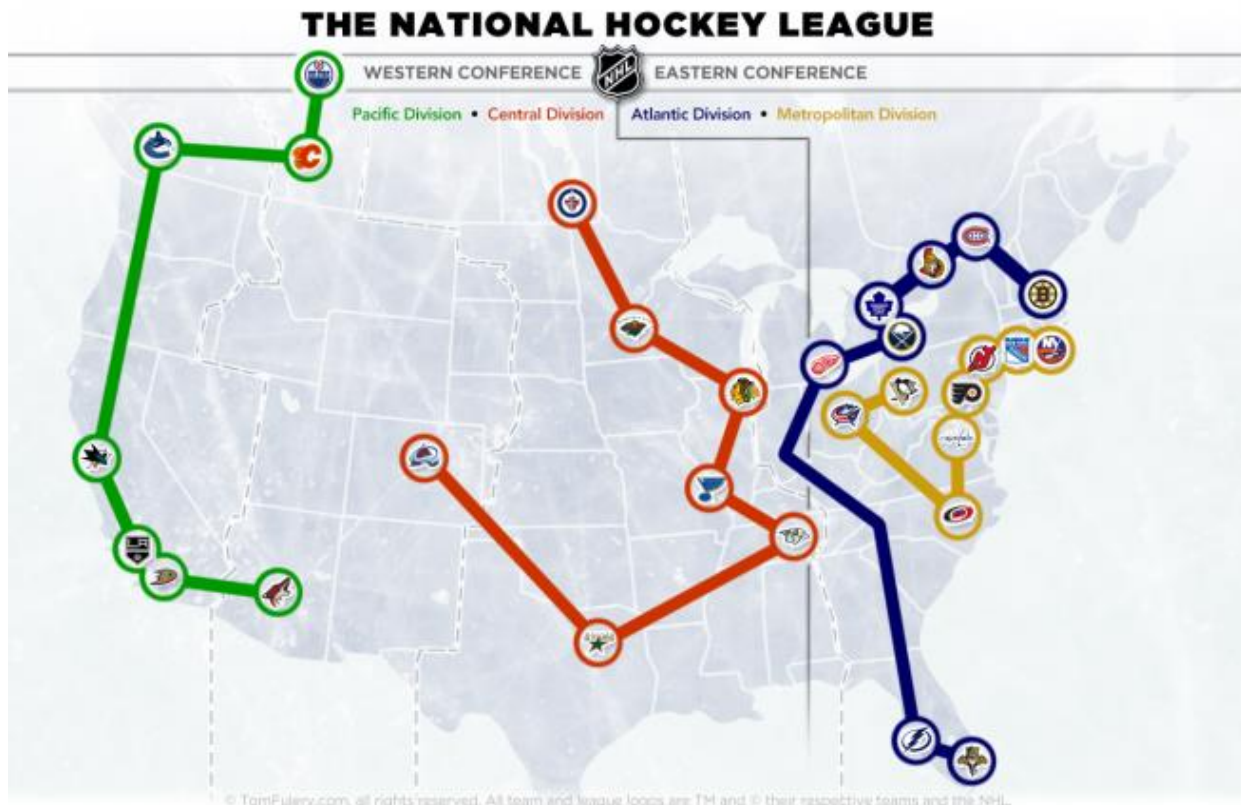 THE NATIONAL HOCKEY LEAGUE
WESTERN CONFERENCE NHL EASTERN CONFERENCE
Pacific Division • Central Division Atlantic Division • Metropolitan Division
© TomFulery.com, all rights reserved. All team and league logos are TM and © their respective teams and the NHL.